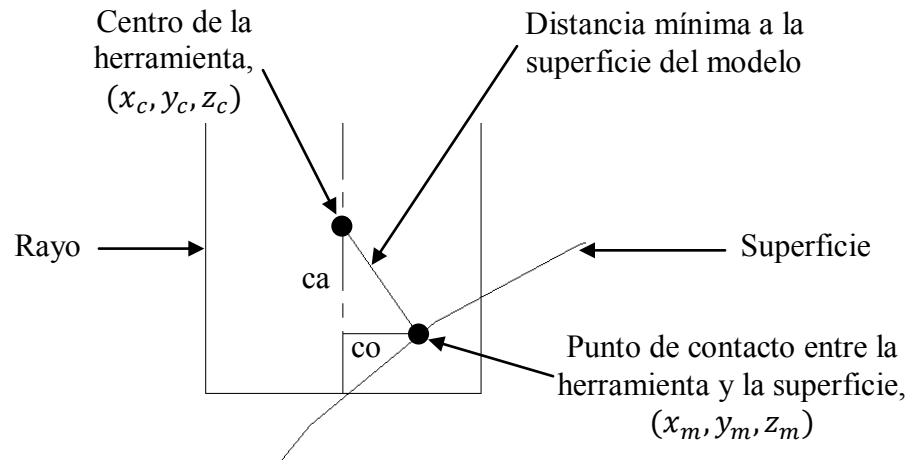 Centro de la
herramienta,
(x_c, y_c, z_c)
Distancia mínima a la
superficie del modelo
Rayo
ca
Superficie
co
Punto de contacto entre la
herramienta y la superficie,
(x_m, y_m, z_m)